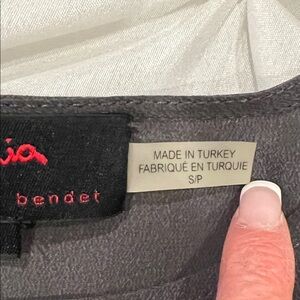 bendet
MADE IN TURKEY
FABRIQUÉ EN TURQUIE
S/P